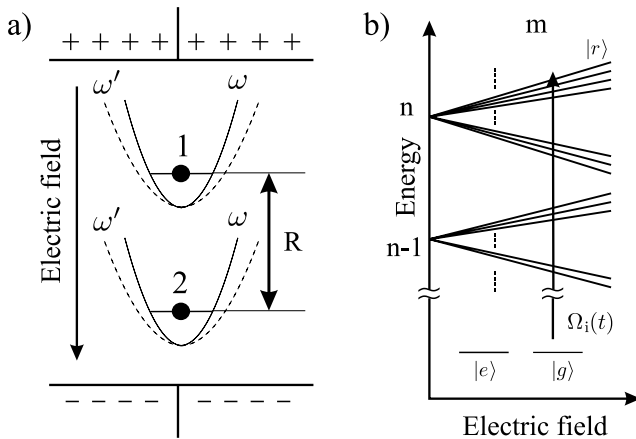 a)
+ + + + + + + +
ω′ ω
1
ω′ ω
2
R
Electric field
− − − − − − − −
b)
m
|r⟩
n
n-1
Energy
Ωᵢ(t)
|e⟩ |g⟩
Electric field